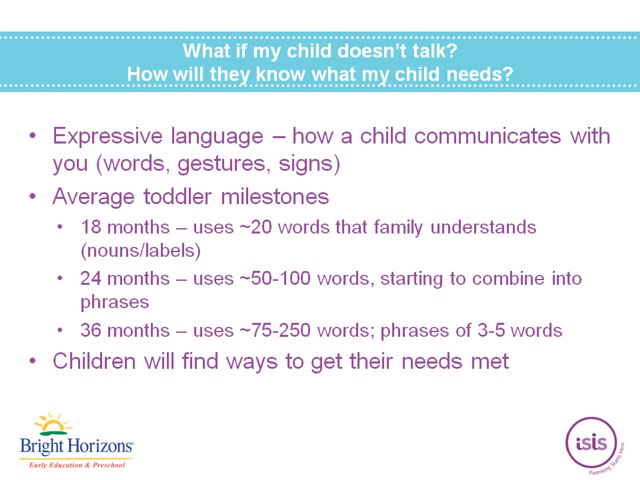 What if my child doesn’t talk?
How will they know what my child needs?
• Expressive language – how a child communicates with
you (words, gestures, signs)
• Average toddler milestones
• 18 months – uses ~20 words that family understands
(nouns/labels)
• 24 months – uses ~50-100 words, starting to combine into
phrases
• 36 months – uses ~75-250 words; phrases of 3-5 words
• Children will find ways to get their needs met
Bright Horizons®
Early Education & Preschool
isis
Parenting Starts Here.